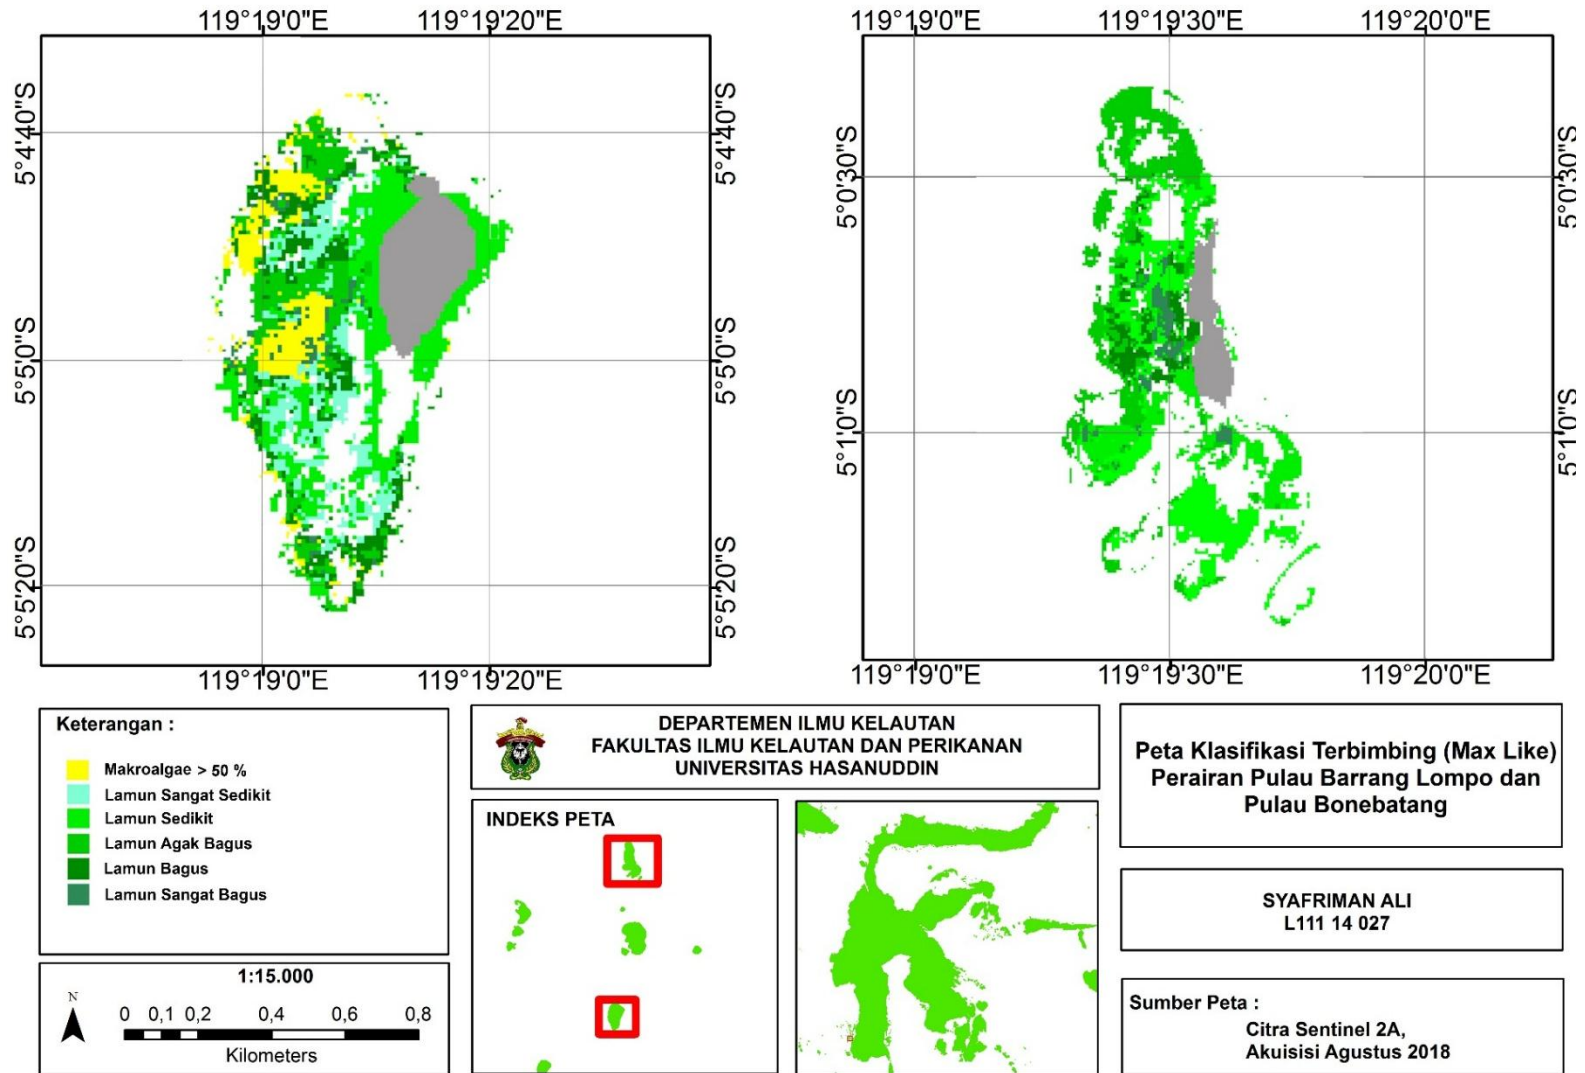 119°19'0"E 119°19'20"E
119°19'0"E 119°19'30"E 119°20'0"E
5°4'40"S 5°4'40"S
5°5'0"S 5°5'0"S
5°5'20"S 5°5'20"S
5°0'30"S 5°0'30"S
5°1'0"S 5°1'0"S
119°19'0"E 119°19'20"E
119°19'0"E 119°19'30"E 119°20'0"E
Keterangan :
Makroalgae > 50 %
Lamun Sangat Sedikit
Lamun Sedikit
Lamun Agak Bagus
Lamun Bagus
Lamun Sangat Bagus
1:15.000
N
0 0,1 0,2 0,4 0,6 0,8
Kilometers
DEPARTEMEN ILMU KELAUTAN
FAKULTAS ILMU KELAUTAN DAN PERIKANAN
UNIVERSITAS HASANUDDIN
INDEKS PETA
Peta Klasifikasi Terbimbing (Max Like)
Perairan Pulau Barrang Lompo dan
Pulau Bonebatang
SYAFRIMAN ALI
L111 14 027
Sumber Peta :
Citra Sentinel 2A,
Akuisisi Agustus 2018